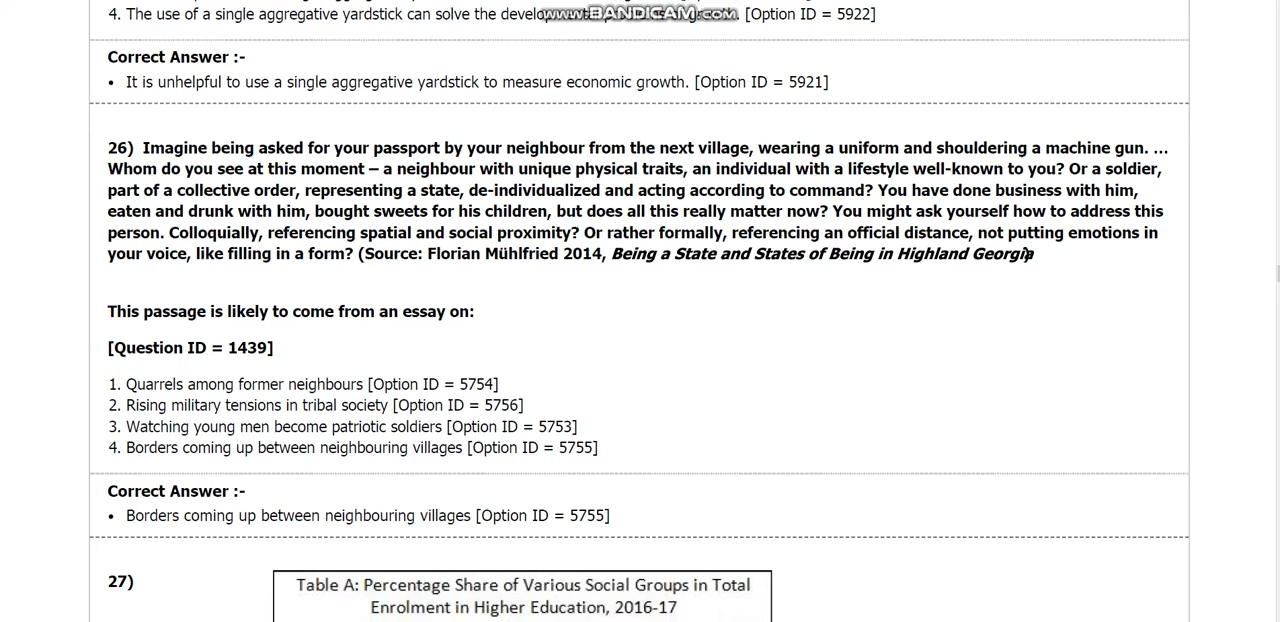 4. The use of a single aggregative yardstick can solve the [Option ID = 5922]
www.BANDICAM.com
Correct Answer :-
• It is unhelpful to use a single aggregative yardstick to measure economic growth. [Option ID = 5921]
26) Imagine being asked for your passport by your neighbour from the next village, wearing a uniform and shouldering a machine gun. …
Whom do you see at this moment – a neighbour with unique physical traits, an individual with a lifestyle well-known to you? Or a soldier,
part of a collective order, representing a state, de-individualized and acting according to command? You have done business with him,
eaten and drunk with him, bought sweets for his children, but does all this really matter now? You might ask yourself how to address this
person. Colloquially, referencing spatial and social proximity? Or rather formally, referencing an official distance, not putting emotions in
your voice, like filling in a form? (Source: Florian Mühlfried 2014, Being a State and States of Being in Highland Georgia
This passage is likely to come from an essay on:
[Question ID = 1439]
1. Quarrels among former neighbours [Option ID = 5754]
2. Rising military tensions in tribal society [Option ID = 5756]
3. Watching young men become patriotic soldiers [Option ID = 5753]
4. Borders coming up between neighbouring villages [Option ID = 5755]
Correct Answer :-
• Borders coming up between neighbouring villages [Option ID = 5755]
27)
Table A: Percentage Share of Various Social Groups in Total
Enrolment in Higher Education, 2016-17